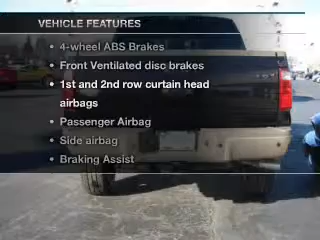 VEHICLE FEATURES
• 4-wheel ABS Brakes
• Front Ventilated disc brakes
• 1st and 2nd row curtain head
airbags
• Passenger Airbag
• Side airbag
• Braking Assist